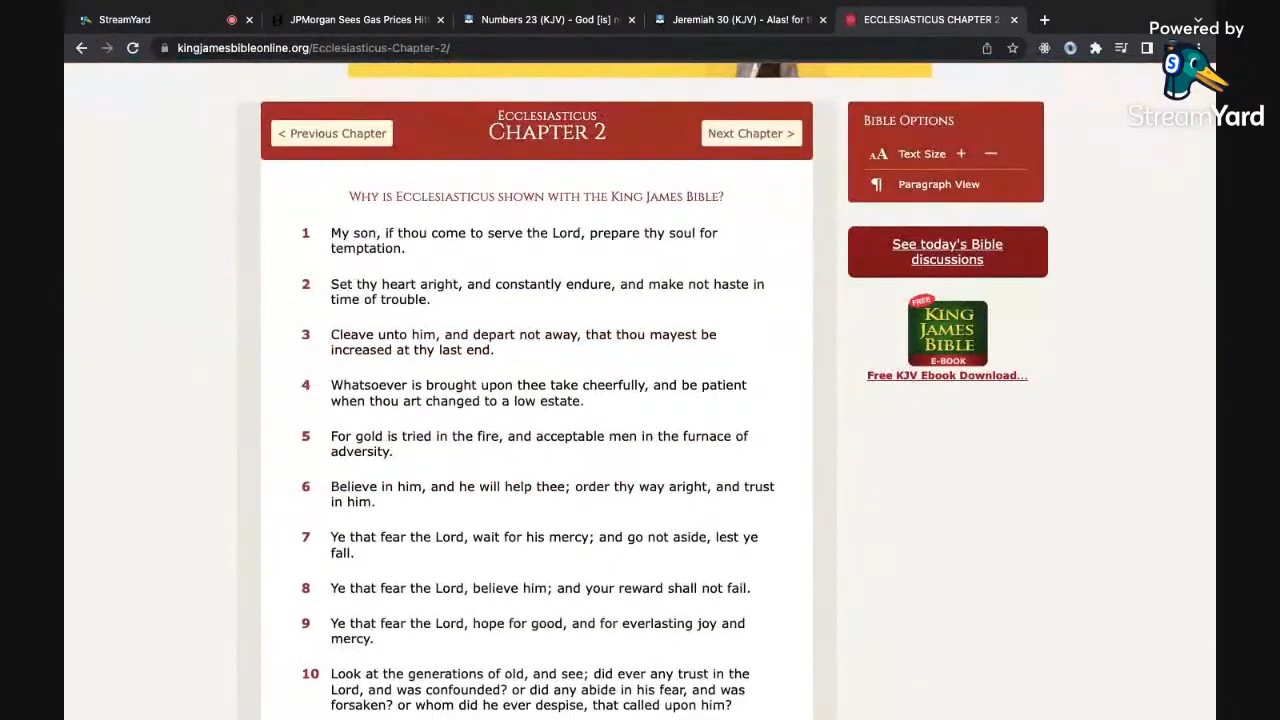 StreamYard
JPMorgan Sees Gas Prices Hit
Numbers 23 (KJV) - God [is] n
Jeremiah 30 (KJV) - Alas! for t
ECCLESIASTICUS CHAPTER 2
kingjamesbibleonline.org/Ecclesiasticus-Chapter-2/
Powered by
S
StreamYard
< Previous Chapter
Ecclesiasticus
Chapter 2
Next Chapter >
Bible Options
AA Text Size + −
¶ Paragraph View
See today's Bible
discussions
FREE
KING
JAMES
BIBLE
E-BOOK
Free KJV Ebook Download...
Why is Ecclesiasticus shown with the King James Bible?
1 My son, if thou come to serve the Lord, prepare thy soul for
temptation.
2 Set thy heart aright, and constantly endure, and make not haste in
time of trouble.
3 Cleave unto him, and depart not away, that thou mayest be
increased at thy last end.
4 Whatsoever is brought upon thee take cheerfully, and be patient
when thou art changed to a low estate.
5 For gold is tried in the fire, and acceptable men in the furnace of
adversity.
6 Believe in him, and he will help thee; order thy way aright, and trust
in him.
7 Ye that fear the Lord, wait for his mercy; and go not aside, lest ye
fall.
8 Ye that fear the Lord, believe him; and your reward shall not fail.
9 Ye that fear the Lord, hope for good, and for everlasting joy and
mercy.
10 Look at the generations of old, and see; did ever any trust in the
Lord, and was confounded? or did any abide in his fear, and was
forsaken? or whom did he ever despise, that called upon him?